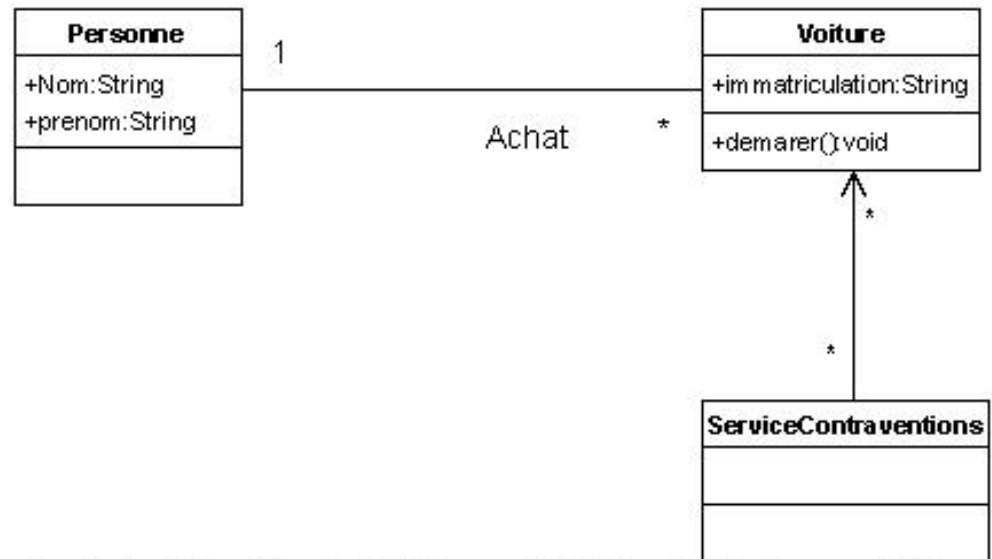 Personne
+Nom:String
+prenom:String
1
Achat
*
Voiture
+immatriculation:String
+demarer():void
*
*
ServiceContraventions